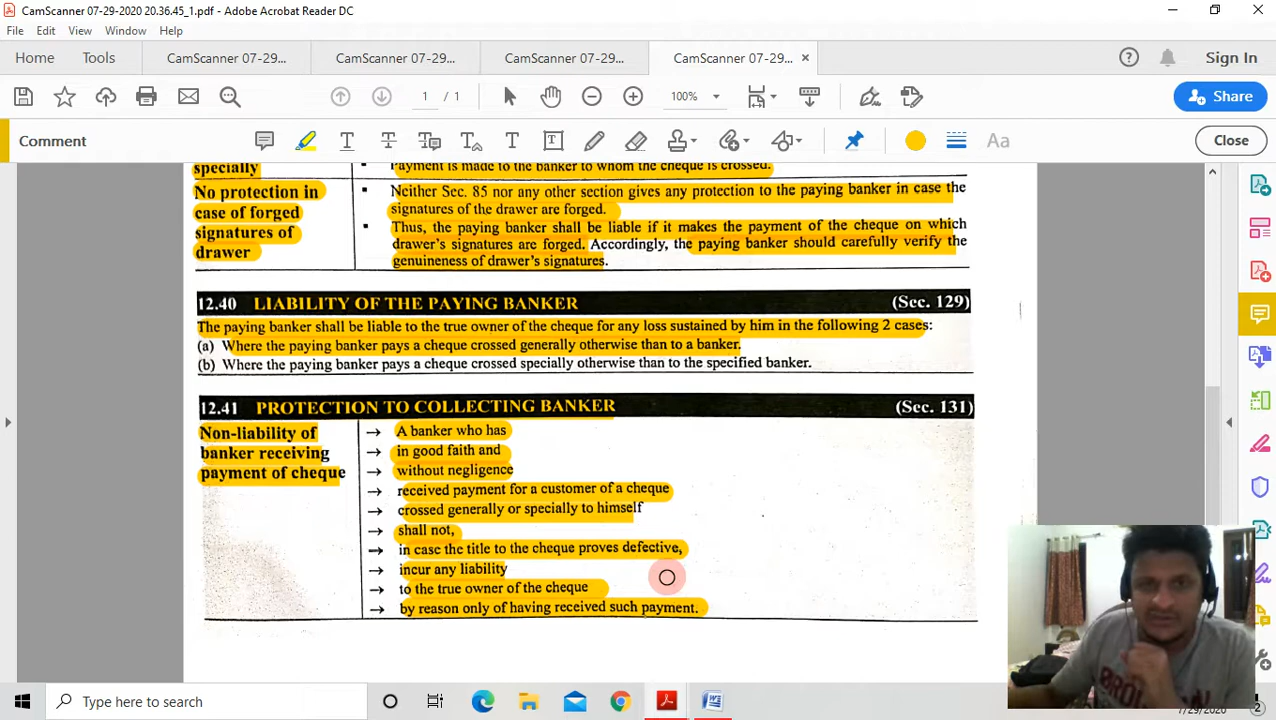 CamScanner 07-29-2020 20.36.45_1.pdf - Adobe Acrobat Reader DC
File Edit View Window Help
Home Tools CamScanner 07-29... CamScanner 07-29... CamScanner 07-29... CamScanner 07-29... × Sign In
1 / 1 100% Share
Comment Aa Close
specially
Payment is made to the banker to whom the cheque is crossed.
No protection in case of forged signatures of drawer
Neither Sec. 85 nor any other section gives any protection to the paying banker in case the
signatures of the drawer are forged.
Thus, the paying banker shall be liable if it makes the payment of the cheque on which
drawer's signatures are forged. Accordingly, the paying banker should carefully verify the
genuineness of drawer's signatures.
12.40 LIABILITY OF THE PAYING BANKER (Sec. 129)
The paying banker shall be liable to the true owner of the cheque for any loss sustained by him in the following 2 cases:
(a) Where the paying banker pays a cheque crossed generally otherwise than to a banker.
(b) Where the paying banker pays a cheque crossed specially otherwise than to the specified banker.
12.41 PROTECTION TO COLLECTING BANKER (Sec. 131)
Non-liability of
banker receiving
payment of cheque
→ A banker who has
→ in good faith and
→ without negligence
→ received payment for a customer of a cheque
→ crossed generally or specially to himself
→ shall not,
→ in case the title to the cheque proves defective,
→ incur any liability
→ to the true owner of the cheque
→ by reason only of having received such payment.
Type here to search
7/29/2020 2